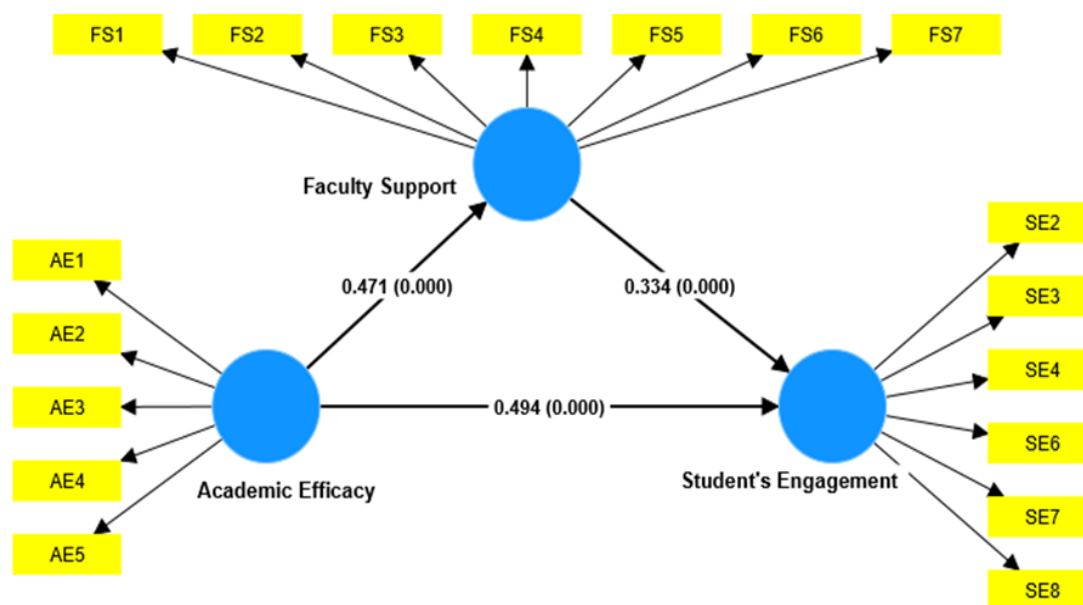 FS1 FS2 FS3 FS4 FS5 FS6 FS7
Faculty Support
SE2
AE1
0.471 (0.000) 0.334 (0.000)
SE3
AE2
SE4
AE3
0.494 (0.000)
SE6
AE4
Academic Efficacy
Student's Engagement
SE7
AE5
SE8